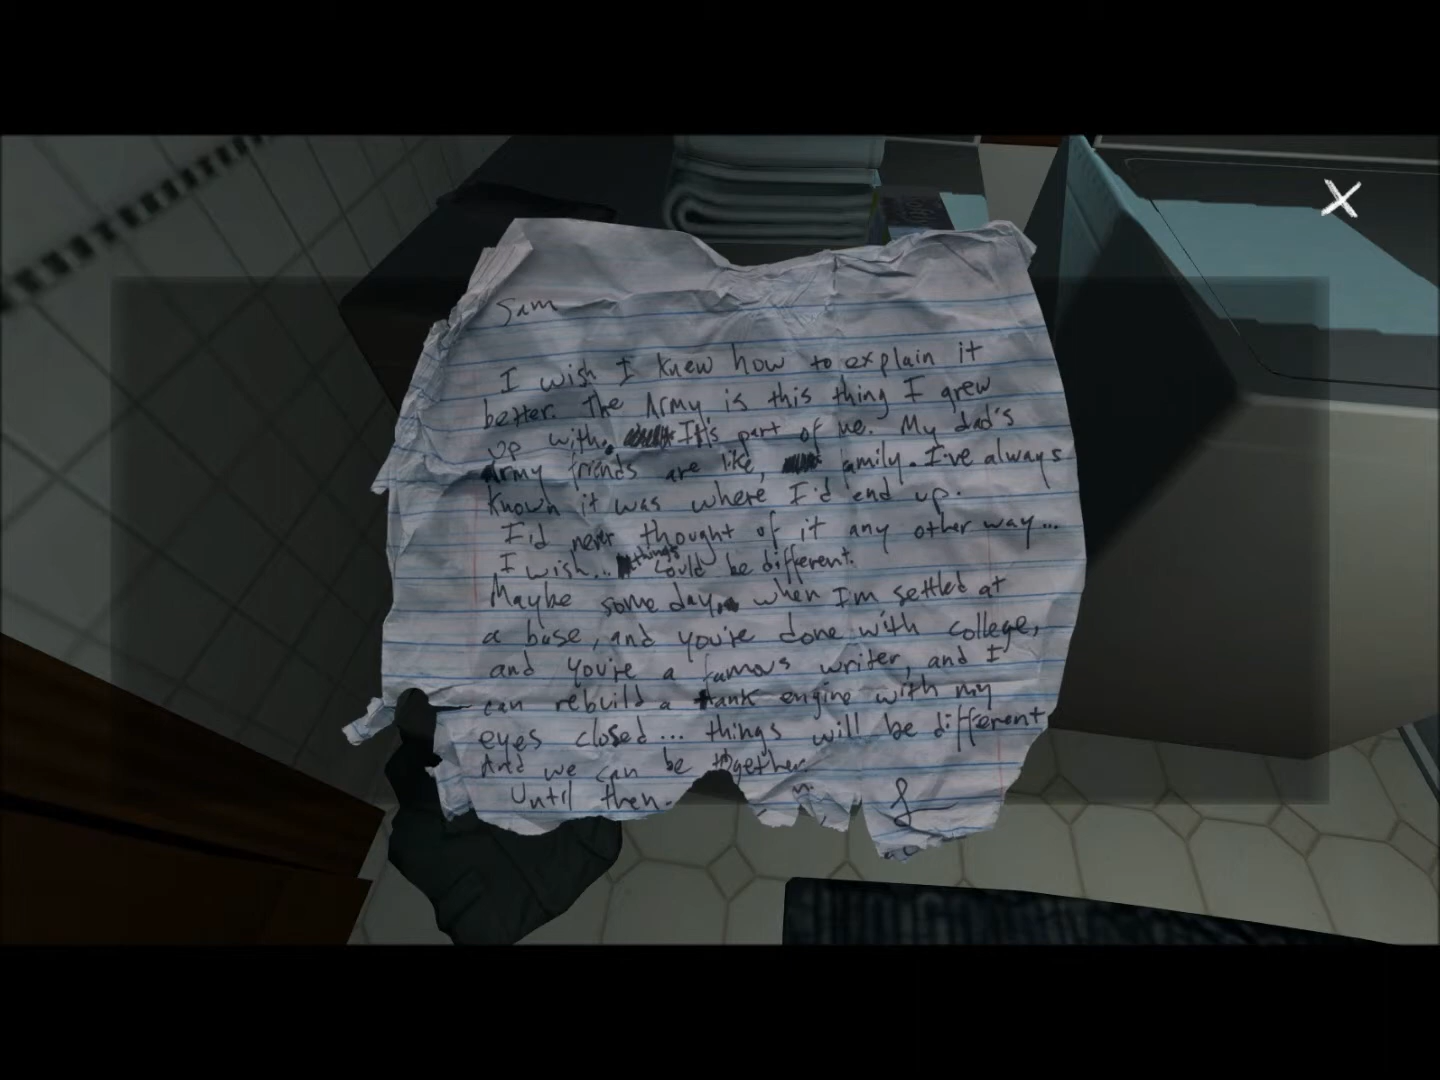 Sam
I wish I knew how to explain it
better. The Army is this thing I grew
up with. It's part of me. My dad's
Army friends are like, family. I've always
known it was where I'd end up.
I'd never thought of it any other way...
I wish... things could be different.
Maybe some day, when I'm settled at
a base, and you're done with college,
and you're a famous writer, and I
can rebuild a tank engine with my
eyes closed... things will be different
And we can be together.
Until then.
L